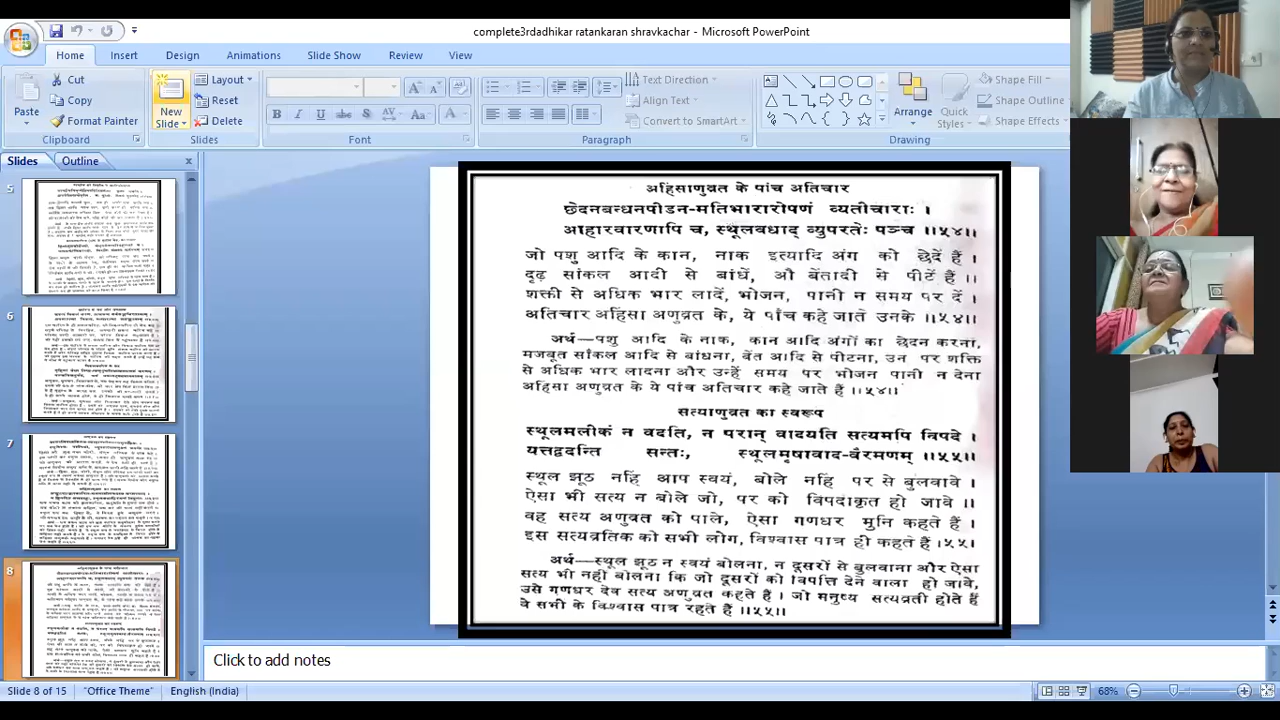 complete3rdadhikar ratankaran shravkachar - Microsoft PowerPoint
Home Insert Design Animations Slide Show Review View
Cut
Copy
Format Painter
Paste
Clipboard
New Slide
Layout
Reset
Delete
Slides
Font
Text Direction
Align Text
Convert to SmartArt
Paragraph
Arrange
Quick Styles
Shape Fill
Shape Outline
Shape Effects
Drawing
Slides Outline
5
6
7
8
अहिंसाणुव्रत के पांच अतिचार
छेदनबन्धनपीडन-मतिभारारोपणं व्यतीचाराः ।
आहारवारणापि च, स्थूलवधाद् व्युपरतेः पञ्च ।।५४।।
जो पशु आदि के कान, नाक इत्यादि अंग को छेदें हैं ।
दृढ़ सांकल आदी से बांधें, औ बेंतादी से पीटें हैं ।।
शक्ती से अधिक भार लादें, भोजन, पानी न समय पर दें ।
अतिचार अहिंसा अणुव्रत के, ये पांच कहे जाते उनके ।।५४।।
अर्थ—पशु आदि के नाक, कान आदि अंगों का छेदन करना,
मजबूत सांकल आदि से बांधना, बेंत आदि से पीटना, उन पर शक्ति
से अधिक भार लादना और उन्हें समय पर भोजन पानी न देना
अहिंसा अणुव्रत के ये पांच अतिचार कहे जाते हैं ।।५४।।
सत्याणुव्रत का स्वरूप
स्थूलमलीकं न वदति, न परान् वादयति सत्यमपि विपदे ।
यत्तद्वदन्ति सन्तः, स्थूलमृषावाद-वैरमणम् ।।५५।।
स्थूल झूठ नहिं आप स्वयं, बोले नहिं पर से बुलवावे ।
ऐसा भी सत्य न बोले जो, पर को विपदाकृत हो जावे ।।
वह सत्य अणुव्रत को पाले, ऐसा गणधर मुनि कहते हैं ।
इस सत्यव्रतिक को सभी लोग, विश्वास पात्र ही कहते हैं ।५५।
अर्थ—स्थूल झूठ न स्वयं बोलना, न दूसरों से बुलवाना और ऐसा
सत्य भी नहीं बोलना कि जो दूसरों को विपत्ति देने वाला हो जावे,
उसे गणधर देव सत्य अणुव्रत कहते हैं । जो मनुष्य सत्यव्रती होते हैं
वे सभी के विश्वास पात्र रहते हैं ।।५५।।
Click to add notes
Slide 8 of 15 "Office Theme" English (India) 68%